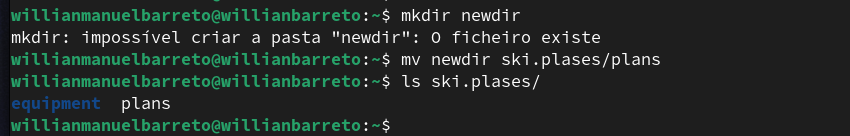 willianmanuelbarreto@willianbarreto:~$ mkdir newdir
mkdir: impossível criar a pasta "newdir": O ficheiro existe
willianmanuelbarreto@willianbarreto:~$ mv newdir ski.plases/plans
willianmanuelbarreto@willianbarreto:~$ ls ski.plases/
equipment  plans
willianmanuelbarreto@willianbarreto:~$